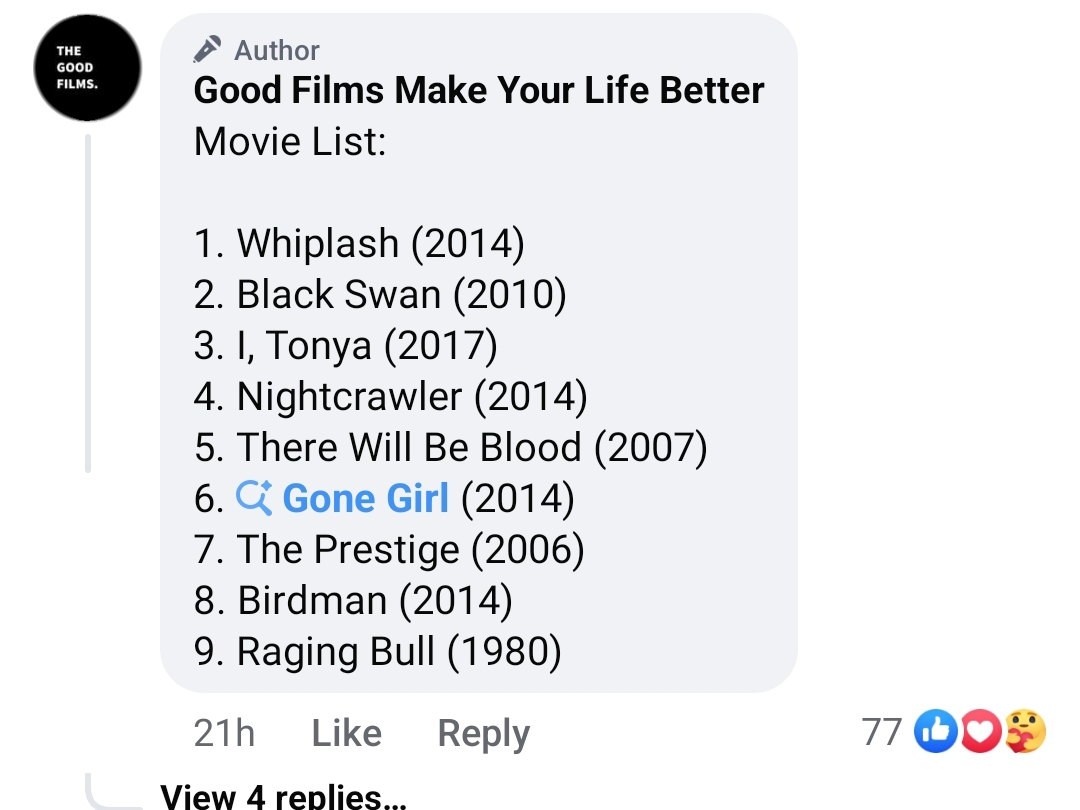 THE
GOOD
FILMS.
Author
Good Films Make Your Life Better
Movie List:
1. Whiplash (2014)
2. Black Swan (2010)
3. I, Tonya (2017)
4. Nightcrawler (2014)
5. There Will Be Blood (2007)
6. Gone Girl (2014)
7. The Prestige (2006)
8. Birdman (2014)
9. Raging Bull (1980)
21h Like Reply 77
View 4 replies...